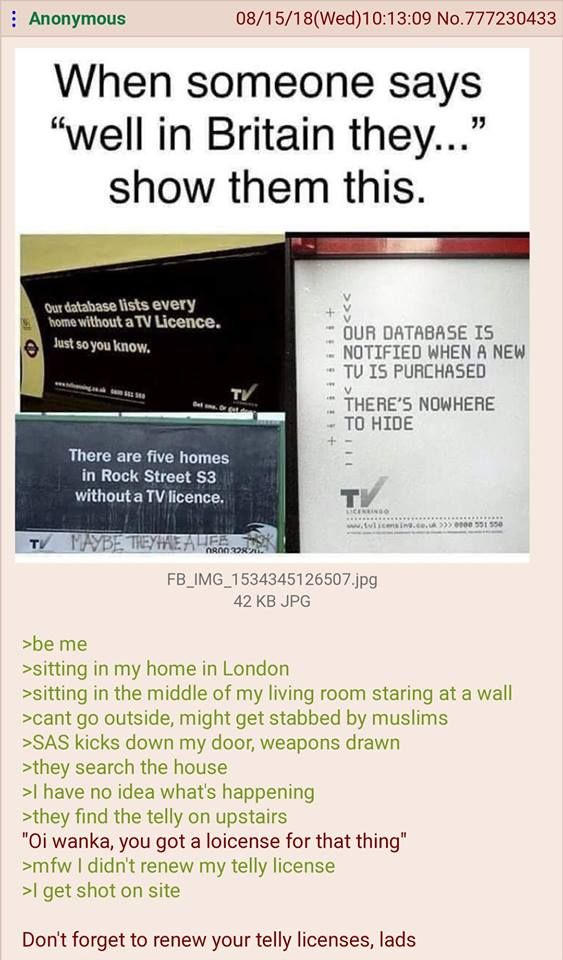 Anonymous 08/15/18(Wed)10:13:09 No.777230433
When someone says
“well in Britain they...”
show them this.
Our database lists every
home without a TV Licence.
Just so you know.
TV
There are five homes
in Rock Street S3
without a TV licence.
TV MAYBE THEY HAVE A LIFE
OUR DATABASE IS
NOTIFIED WHEN A NEW
TV IS PURCHASED
THERE'S NOWHERE
TO HIDE
TV
LICENSING
www.tvlicensing.co.uk >>> 0800 551 550
FB_IMG_1534345126507.jpg
42 KB JPG
>be me
>sitting in my home in London
>sitting in the middle of my living room staring at a wall
>cant go outside, might get stabbed by muslims
>SAS kicks down my door, weapons drawn
>they search the house
>I have no idea what's happening
>they find the telly on upstairs
"Oi wanka, you got a loicense for that thing"
>mfw I didn't renew my telly license
>I get shot on site
Don't forget to renew your telly licenses, lads